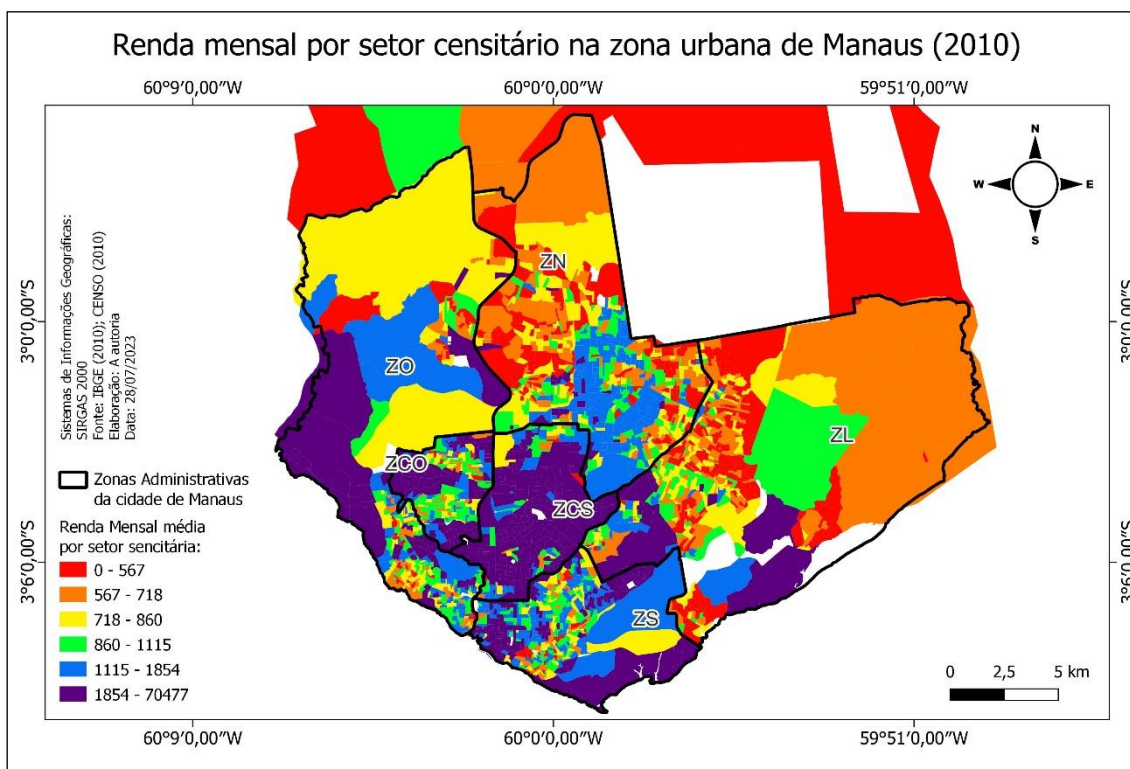 Renda mensal por setor censitário na zona urbana de Manaus (2010)
60°9′0,00″W
60°0′0,00″W
59°51′0,00″W
N
W
E
S
3°0′0,00″S
3°6′0,00″S
Sistemas de Informações Geográficas:
SIRGAS 2000
Fonte: IBGE (2010); CENSO (2010)
Elaboração: A autoria
Data: 28/07/2023
ZN
ZO
ZL
ZCO
ZCS
ZS
Zonas Administrativas
da cidade de Manaus
Renda Mensal média
por setor sencitária:
0 - 567
567 - 718
718 - 860
860 - 1115
1115 - 1854
1854 - 70477
3°0′0,00″S
3°6′0,00″S
0 2,5 5 km
60°9′0,00″W
60°0′0,00″W
59°51′0,00″W